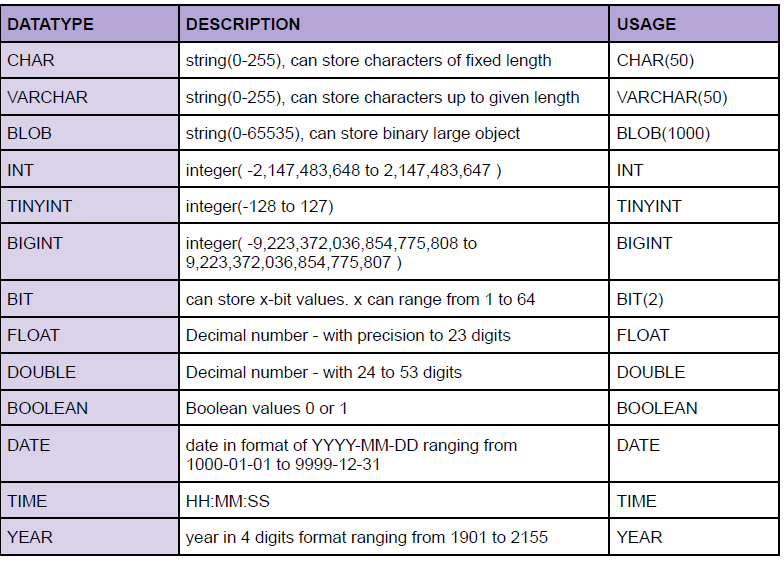 DATATYPE DESCRIPTION USAGE
CHAR string(0-255), can store characters of fixed length CHAR(50)
VARCHAR string(0-255), can store characters up to given length VARCHAR(50)
BLOB string(0-65535), can store binary large object BLOB(1000)
INT integer( -2,147,483,648 to 2,147,483,647 ) INT
TINYINT integer(-128 to 127) TINYINT
BIGINT integer( -9,223,372,036,854,775,808 to BIGINT
9,223,372,036,854,775,807 )
BIT can store x-bit values. x can range from 1 to 64 BIT(2)
FLOAT Decimal number - with precision to 23 digits FLOAT
DOUBLE Decimal number - with 24 to 53 digits DOUBLE
BOOLEAN Boolean values 0 or 1 BOOLEAN
DATE date in format of YYYY-MM-DD ranging from DATE
1000-01-01 to 9999-12-31
TIME HH:MM:SS TIME
YEAR year in 4 digits format ranging from 1901 to 2155 YEAR